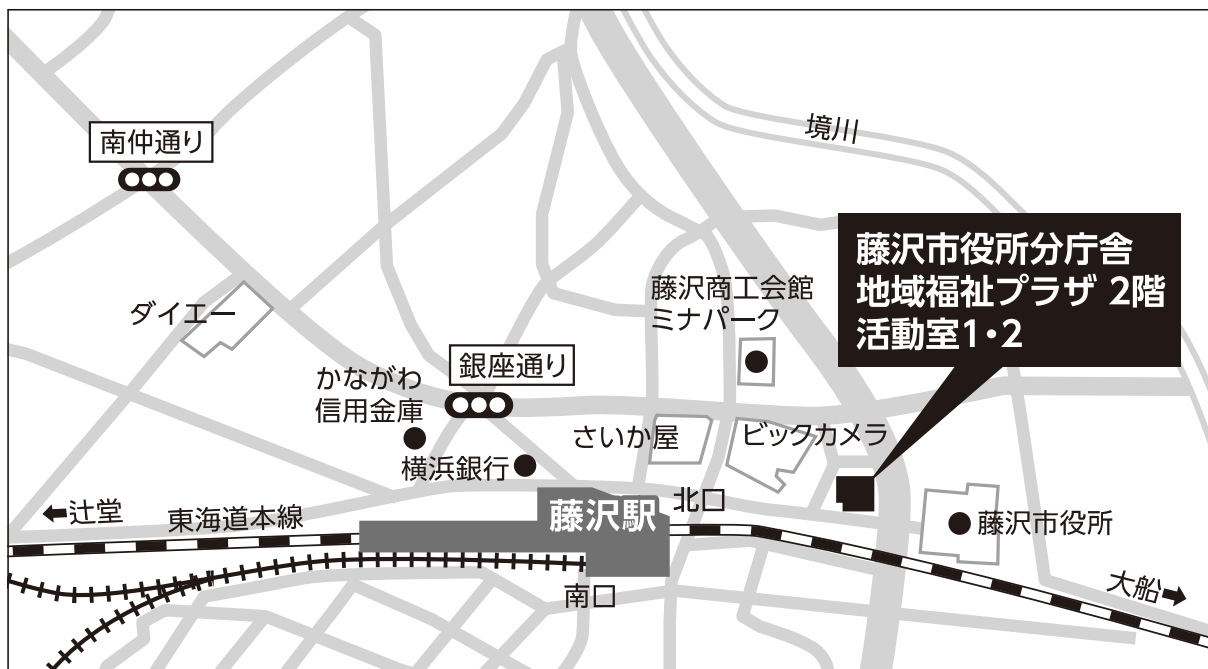 境川
南仲通り
藤沢市役所分庁舎
地域福祉プラザ 2階
活動室1・2
藤沢商工会館
ミナパーク
ダイエー
銀座通り
かながわ
信用金庫
さいか屋
ビックカメラ
横浜銀行
北口
藤沢駅
←辻堂
東海道本線
藤沢市役所
大船→
南口